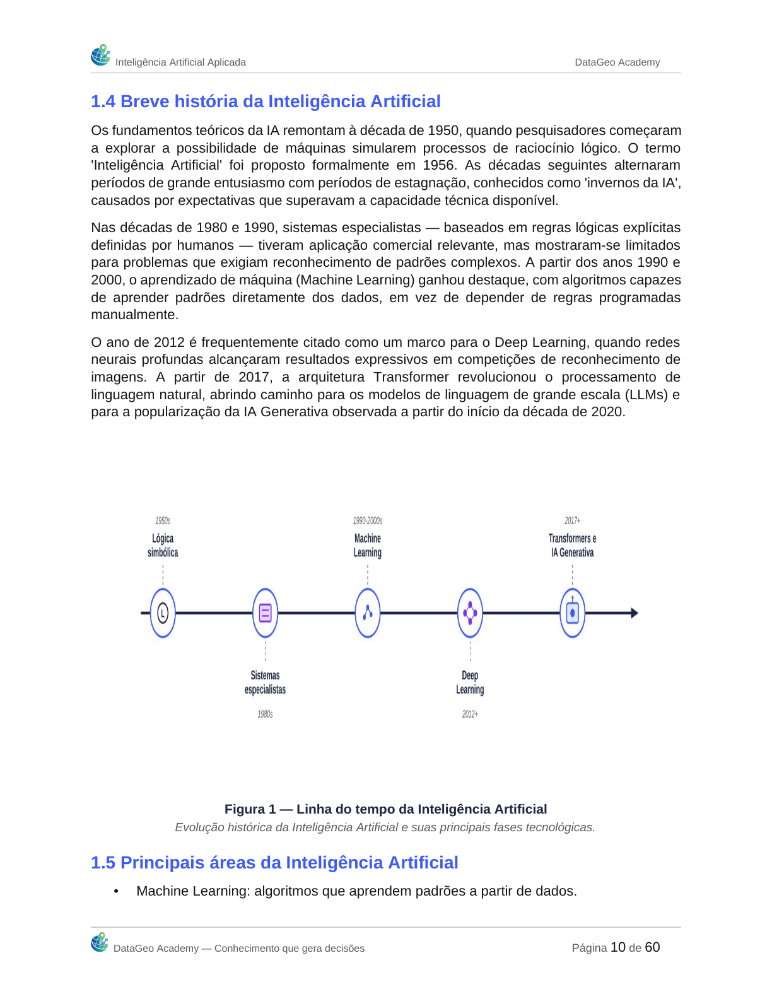 Inteligência Artificial Aplicada
DataGeo Academy
1.4 Breve história da Inteligência Artificial
Os fundamentos teóricos da IA remontam à década de 1950, quando pesquisadores começaram
a explorar a possibilidade de máquinas simularem processos de raciocínio lógico. O termo
'Inteligência Artificial' foi proposto formalmente em 1956. As décadas seguintes alternaram
períodos de grande entusiasmo com períodos de estagnação, conhecidos como 'invernos da IA',
causados por expectativas que superavam a capacidade técnica disponível.
Nas décadas de 1980 e 1990, sistemas especialistas — baseados em regras lógicas explícitas
definidas por humanos — tiveram aplicação comercial relevante, mas mostraram-se limitados
para problemas que exigiam reconhecimento de padrões complexos. A partir dos anos 1990 e
2000, o aprendizado de máquina (Machine Learning) ganhou destaque, com algoritmos capazes
de aprender padrões diretamente dos dados, em vez de depender de regras programadas
manualmente.
O ano de 2012 é frequentemente citado como um marco para o Deep Learning, quando redes
neurais profundas alcançaram resultados expressivos em competições de reconhecimento de
imagens. A partir de 2017, a arquitetura Transformer revolucionou o processamento de
linguagem natural, abrindo caminho para os modelos de linguagem de grande escala (LLMs) e
para a popularização da IA Generativa observada a partir do início da década de 2020.
1950s
Lógica
simbólica
L
Sistemas
especialistas
1980s
1990-2000s
Machine
Learning
Deep
Learning
2012+
2017+
Transformers e
IA Generativa
Figura 1 — Linha do tempo da Inteligência Artificial
Evolução histórica da Inteligência Artificial e suas principais fases tecnológicas.
1.5 Principais áreas da Inteligência Artificial
• Machine Learning: algoritmos que aprendem padrões a partir de dados.
DataGeo Academy — Conhecimento que gera decisões
Página 10 de 60